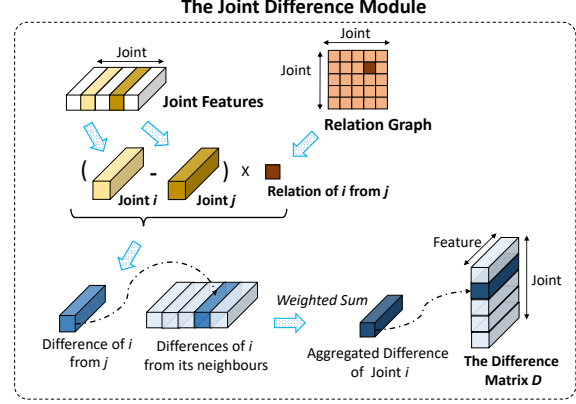 The Joint Difference Module
Joint
Joint
Joint
Joint Features
Relation Graph
( - ) X
Joint i
Joint j
Relation of i from j
Feature
Joint
Weighted Sum
Difference of i
from j
Differences of i
from its neighbours
Aggregated Difference
of Joint i
The Difference
Matrix D